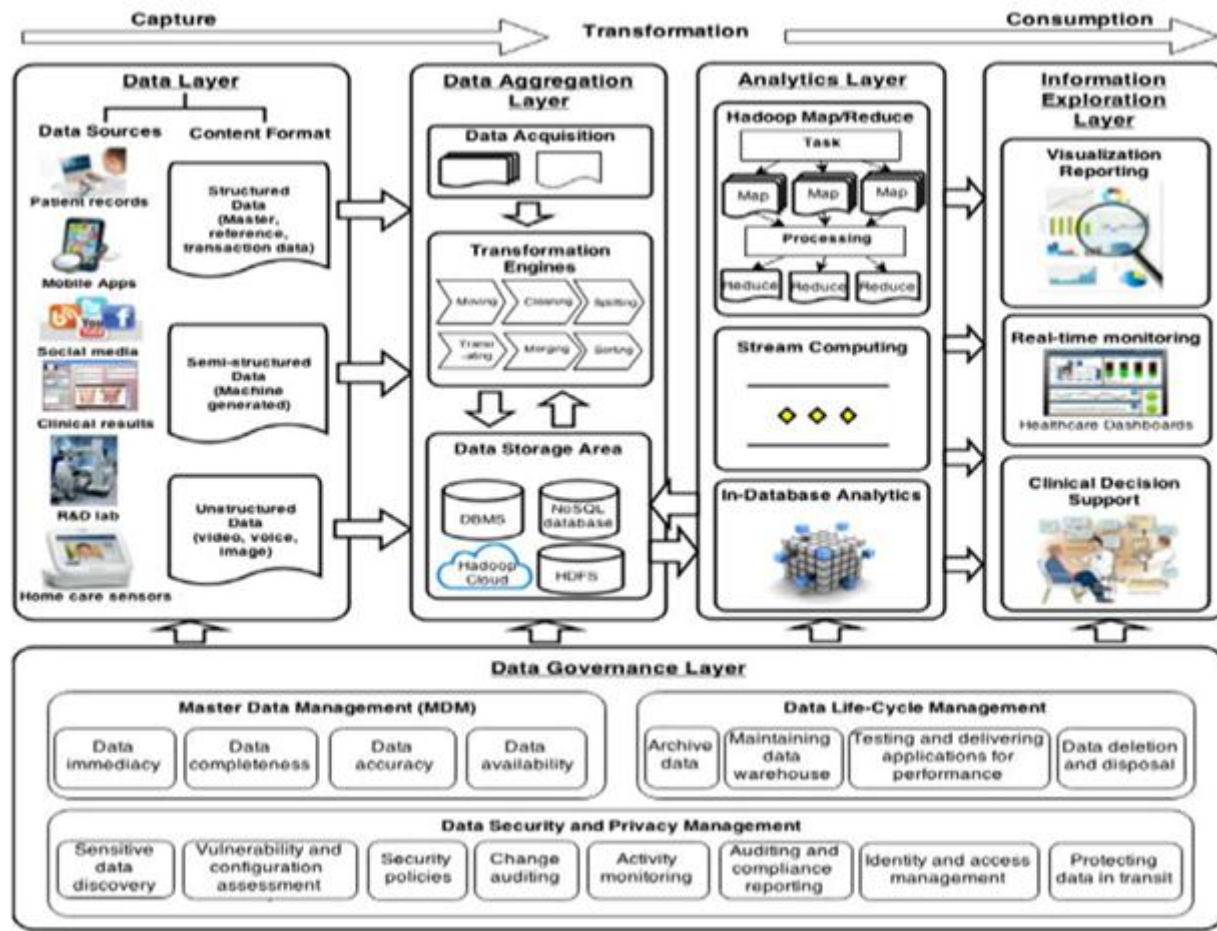 Capture
Transformation
Consumption
Data Layer
Data Sources
Content Format
Patient records
Mobile Apps
Social media
Clinical results
R&D lab
Home care sensors
Structured
Data
(Master,
reference,
transaction data)
Semi-structured
Data
(Machine
generated)
Unstructured
Data
(video, voice,
image)
Data Aggregation
Layer
Data Acquisition
Transformation
Engines
Moving
Cleaning
Splitting
Transl
-ating
Merging
Sorting
Data Storage Area
DBMS
NoSQL
database
Hadoop
Cloud
HDFS
Analytics Layer
Hadoop Map/Reduce
Task
Map
Map
Map
Processing
Reduce
Reduce
Reduce
Stream Computing
In-Database Analytics
Information
Exploration
Layer
Visualization
Reporting
Real-time monitoring
Healthcare Dashboards
Clinical Decision
Support
Data Governance Layer
Master Data Management (MDM)
Data
immediacy
Data
completeness
Data
accuracy
Data
availability
Data Life-Cycle Management
Archive
data
Maintaining
data
warehouse
Testing and delivering
applications for
performance
Data deletion
and disposal
Data Security and Privacy Management
Sensitive
data
discovery
Vulnerability and
configuration
assessment
Security
policies
Change
auditing
Activity
monitoring
Auditing and
compliance
reporting
Identity and access
management
Protecting
data in transit